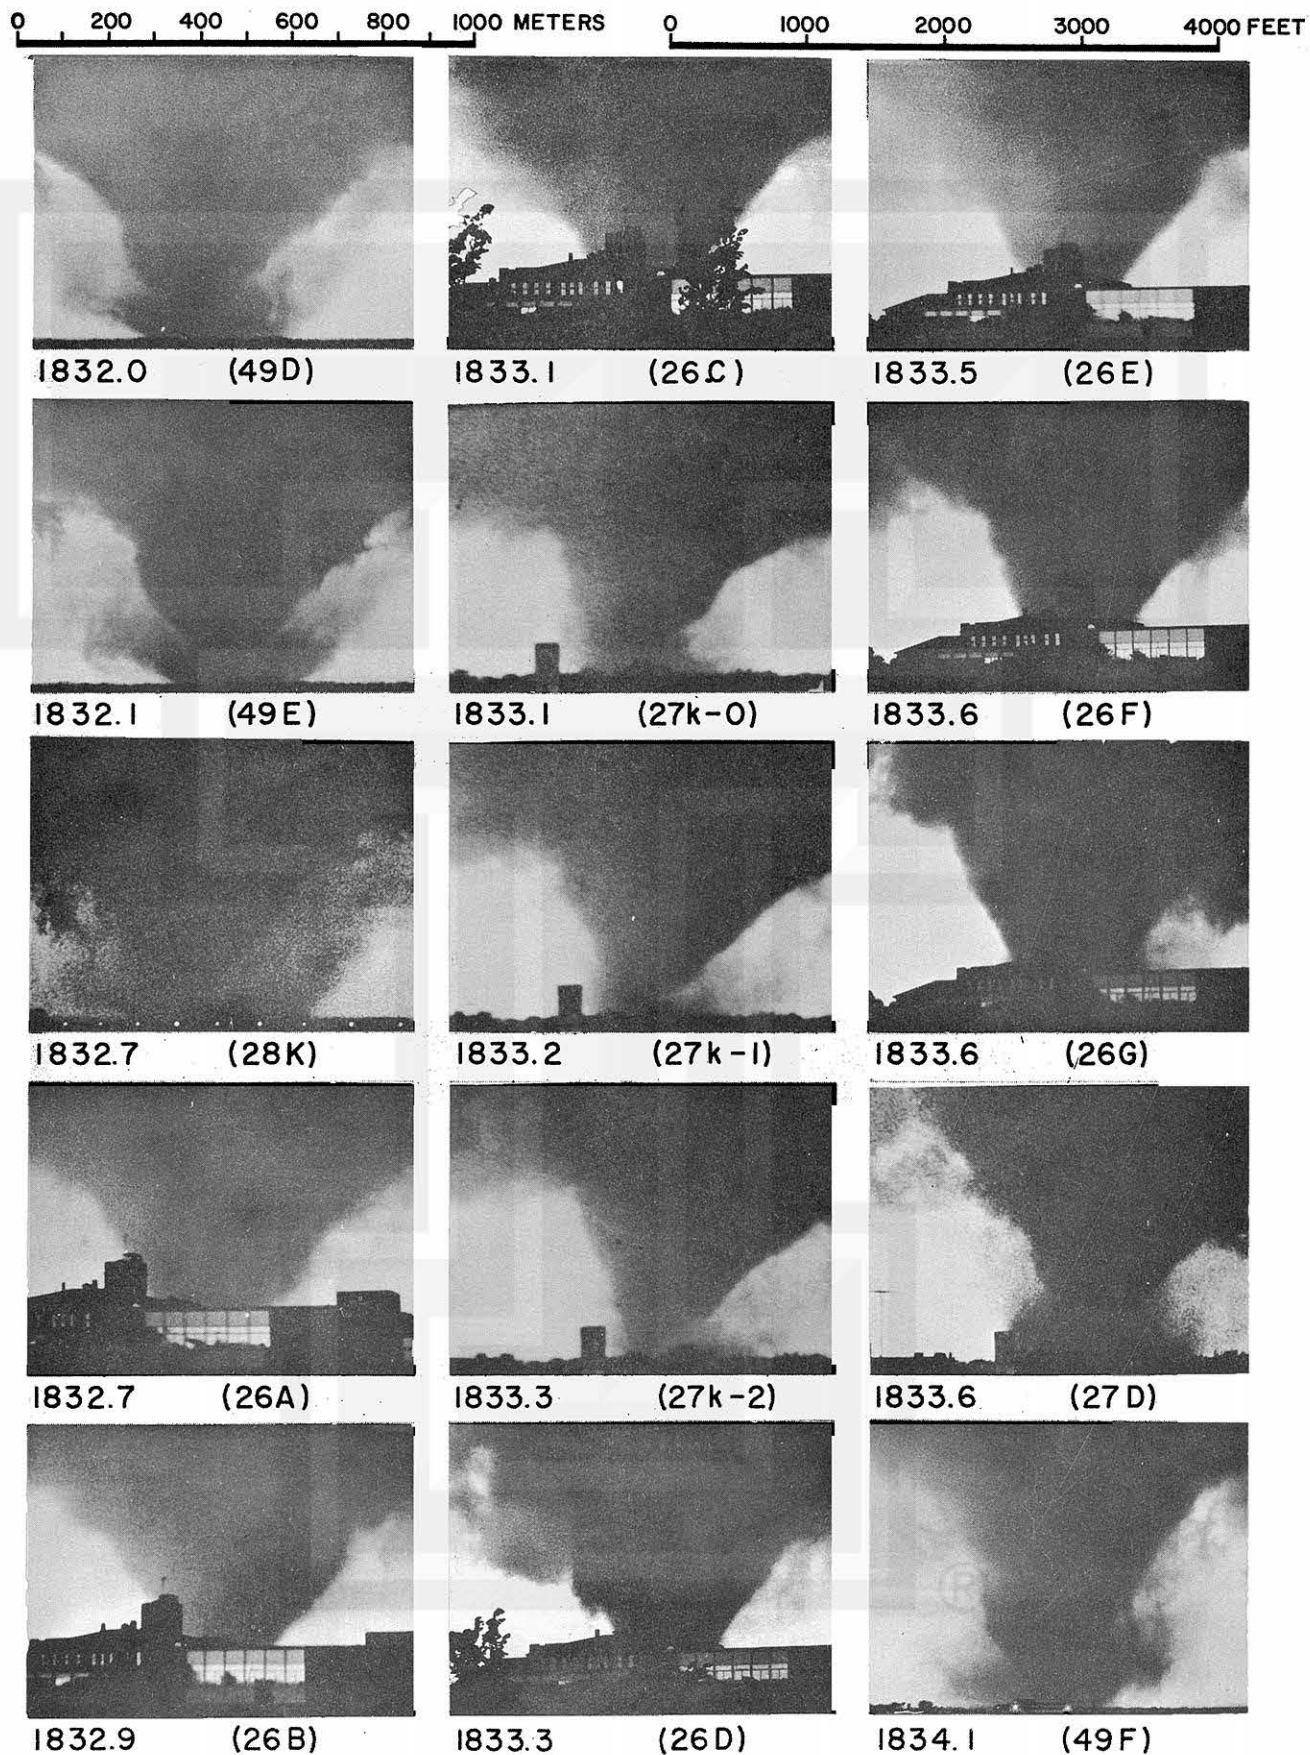 0 200 400 600 800 1000 METERS 0 1000 2000 3000 4000 FEET
1832.0 (49D) 1833.1 (26C) 1833.5 (26E)
1832.1 (49E) 1833.1 (27k-0) 1833.6 (26F)
1832.7 (28K) 1833.2 (27k-1) 1833.6 (26G)
1832.7 (26A) 1833.3 (27k-2) 1833.6 (27D)
1832.9 (26B) 1833.3 (26D) 1834.1 (49F)
®